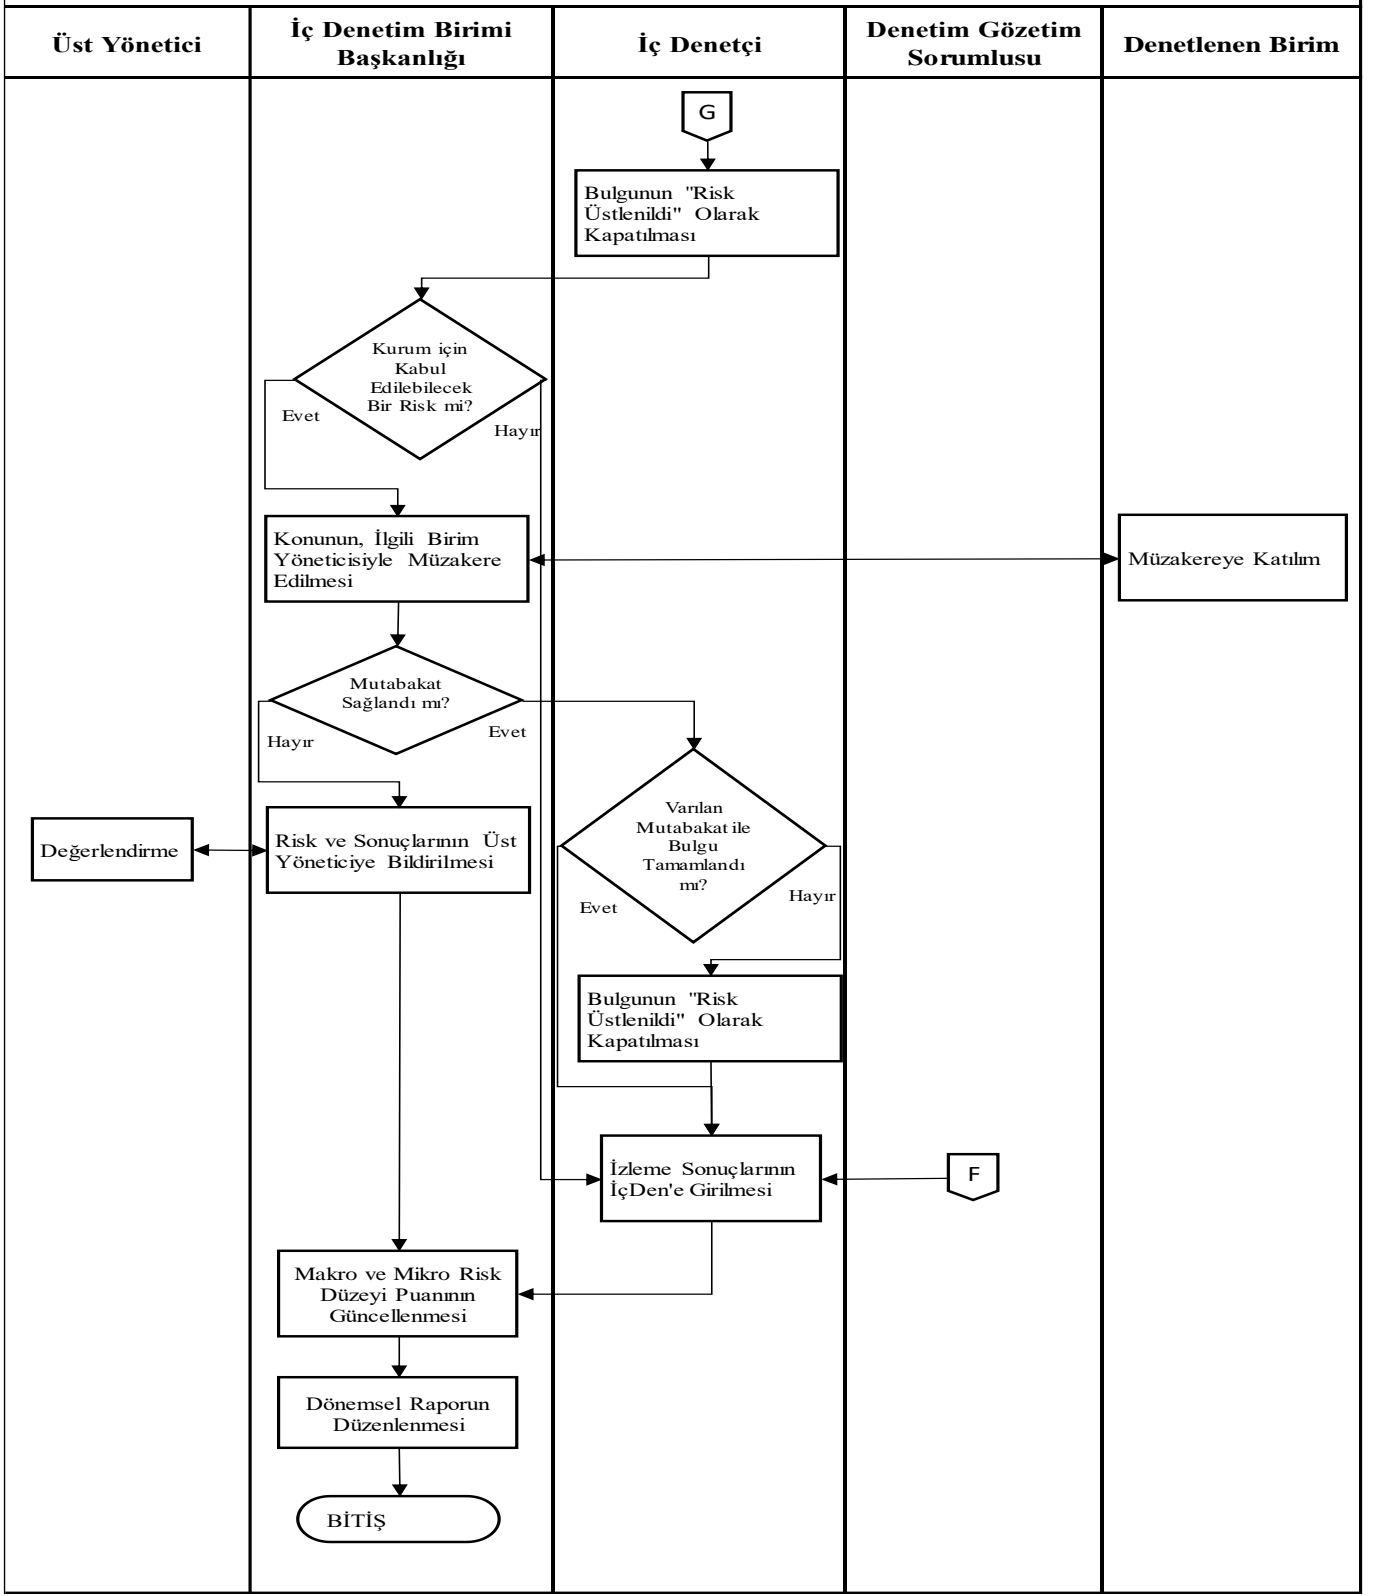 Üst Yönetici
İç Denetim Birimi
Başkanlığı
İç Denetçi
Denetim Gözetim
Sorumlusu
Denetlenen Birim
G
Bulgunun "Risk
Üstlenildi" Olarak
Kapatılması
Kurum için
Kabul
Edilebilecek
Bir Risk mi?
Evet
Hayır
Konunun, İlgili Birim
Yöneticisiyle Müzakere
Edilmesi
Müzakereye Katılım
Mutabakat
Sağlandı mı?
Hayır
Evet
Değerlendirme
Risk ve Sonuçlarının Üst
Yöneticiye Bildirilmesi
Varılan
Mutabakat ile
Bulgu
Tamamlandı
mı?
Evet
Hayır
Bulgunun "Risk
Üstlenildi" Olarak
Kapatılması
İzleme Sonuçlarının
İçDen'e Girilmesi
F
Makro ve Mikro Risk
Düzeyi Puanının
Güncellenmesi
Dönemsel Raporun
Düzenlenmesi
BİTİŞ